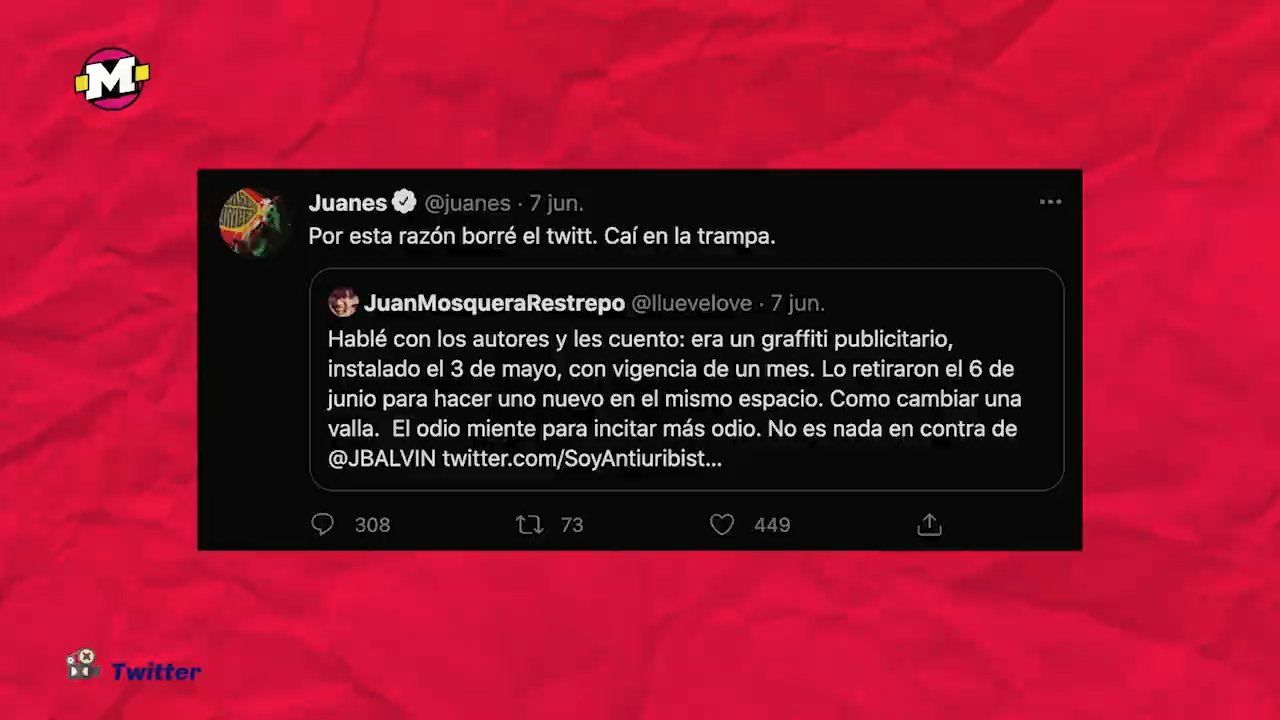 M
Juanes @juanes · 7 jun.
Por esta razón borré el twitt. Caí en la trampa.
JuanMosqueraRestrepo @lluevelove · 7 jun.
Hablé con los autores y les cuento: era un graffiti publicitario,
instalado el 3 de mayo, con vigencia de un mes. Lo retiraron el 6 de
junio para hacer uno nuevo en el mismo espacio. Como cambiar una
valla. El odio miente para incitar más odio. No es nada en contra de
@JBALVIN twitter.com/SoyAntiuribist...
308 73 449
Twitter